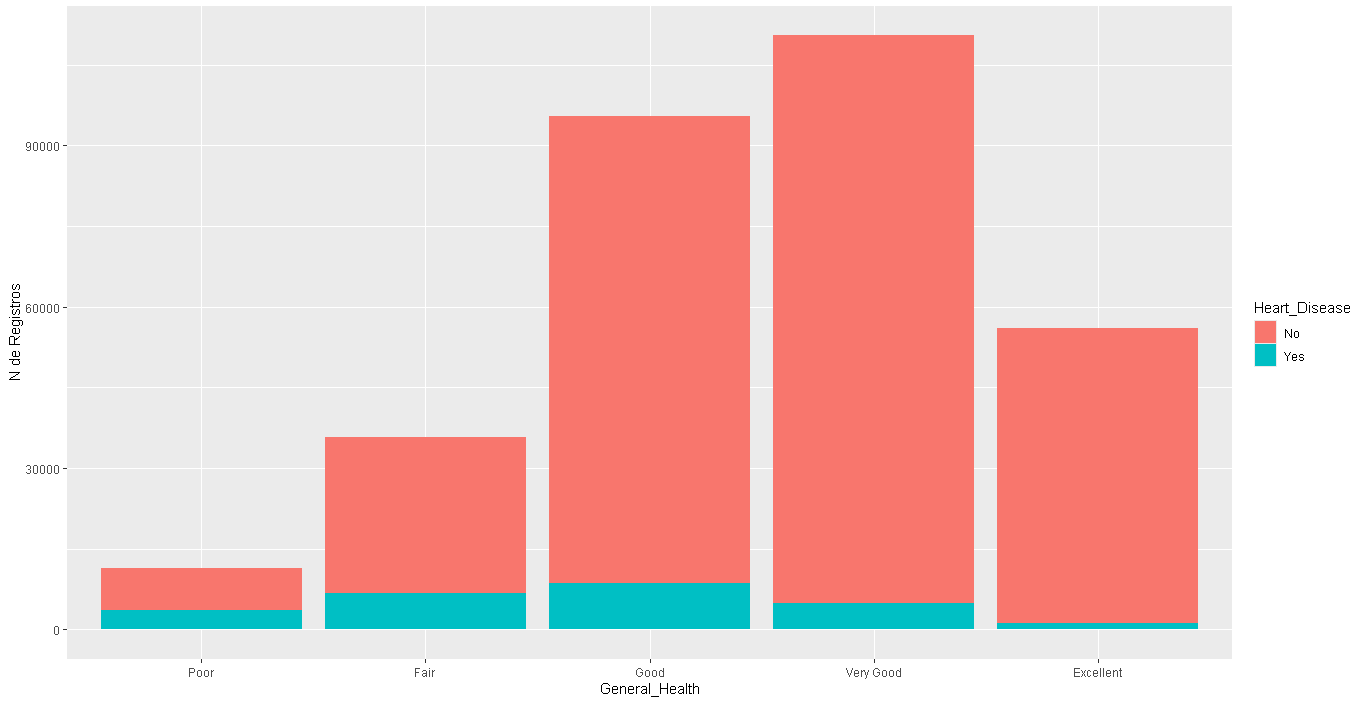 N de Registros
90000
60000
30000
0
Poor
Fair
Good
Very Good
Excellent
General_Health
Heart_Disease
No
Yes